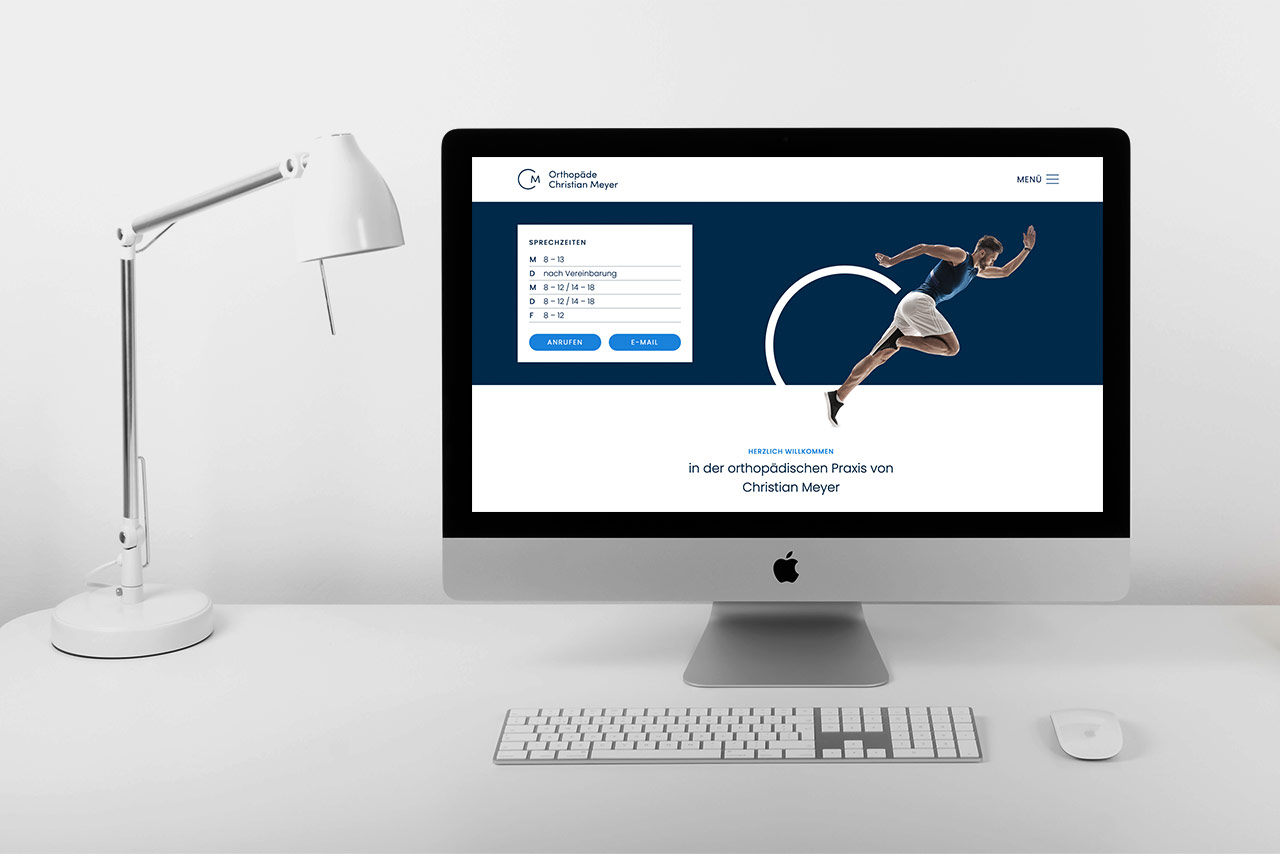 CM
Orthopäde
Christian Meyer
MENÜ
SPRECHZEITEN
M 8 – 13
D nach Vereinbarung
M 8 – 12 / 14 – 18
D 8 – 12 / 14 – 18
F 8 – 12
ANRUFEN E-MAIL
HERZLICH WILLKOMMEN
in der orthopädischen Praxis von
Christian Meyer